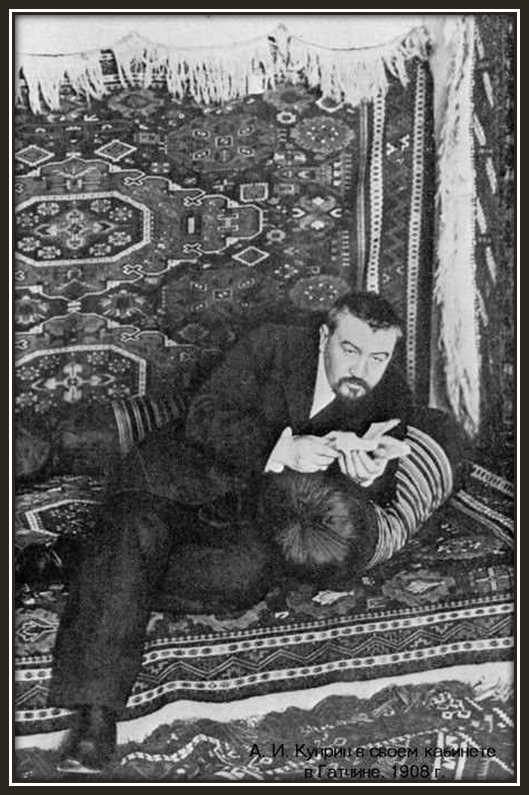 А. И. Куприн в своем кабинете
в Гатчине. 1908 г.